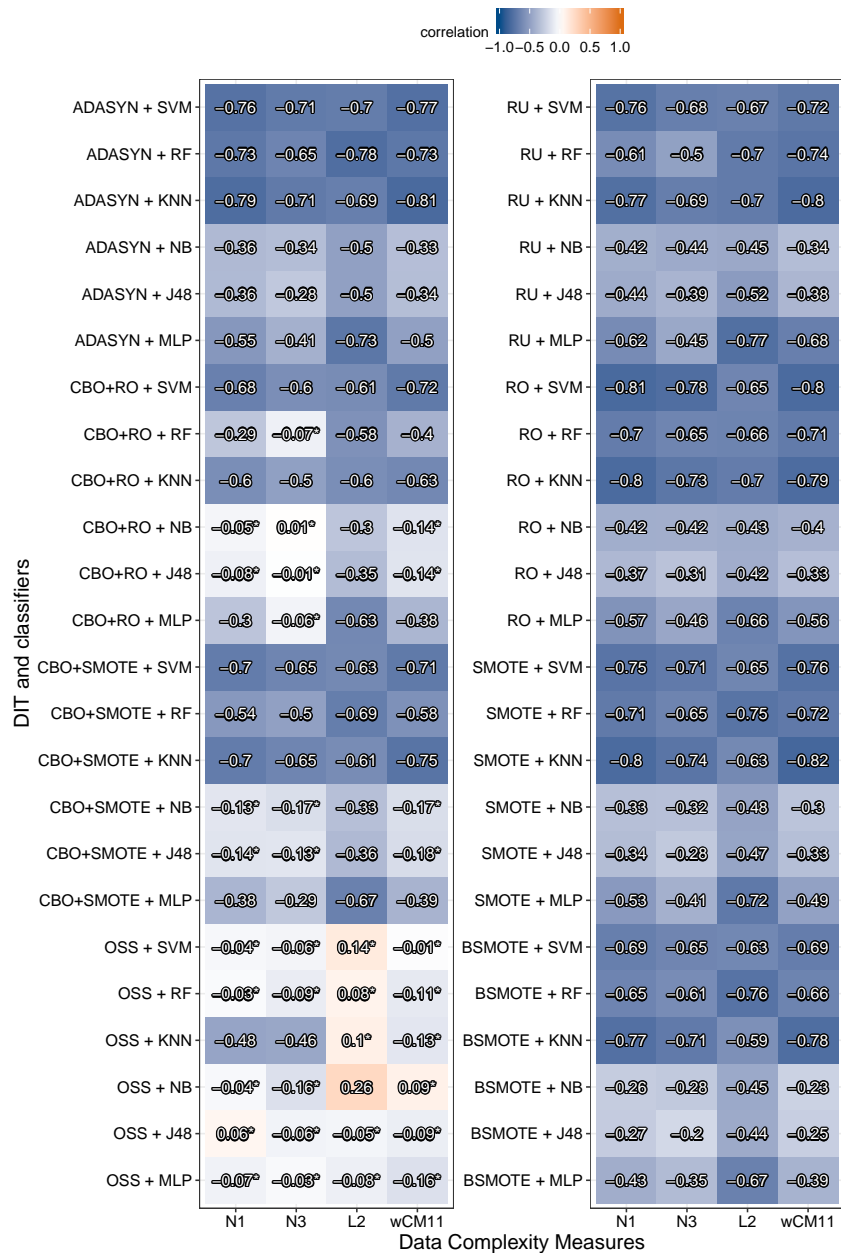 correlation
−1.0 −0.5 0.0 0.5 1.0
DIT and classifiers
ADASYN + SVM −0.76 −0.71 −0.7 −0.77
ADASYN + RF −0.73 −0.65 −0.78 −0.73
ADASYN + KNN −0.79 −0.71 −0.69 −0.81
ADASYN + NB −0.36 −0.34 −0.5 −0.33
ADASYN + J48 −0.36 −0.28 −0.5 −0.34
ADASYN + MLP −0.55 −0.41 −0.73 −0.5
CBO+RO + SVM −0.68 −0.6 −0.61 −0.72
CBO+RO + RF −0.29 −0.07* −0.58 −0.4
CBO+RO + KNN −0.6 −0.5 −0.6 −0.63
CBO+RO + NB −0.05* 0.01* −0.3 −0.14*
CBO+RO + J48 −0.08* −0.01* −0.35 −0.14*
CBO+RO + MLP −0.3 −0.06* −0.63 −0.38
CBO+SMOTE + SVM −0.7 −0.65 −0.63 −0.71
CBO+SMOTE + RF −0.54 −0.5 −0.69 −0.58
CBO+SMOTE + KNN −0.7 −0.65 −0.61 −0.75
CBO+SMOTE + NB −0.13* −0.17* −0.33 −0.17*
CBO+SMOTE + J48 −0.14* −0.13* −0.36 −0.18*
CBO+SMOTE + MLP −0.38 −0.29 −0.67 −0.39
OSS + SVM −0.04* −0.06* 0.14* −0.01*
OSS + RF −0.03* −0.09* 0.08* −0.11*
OSS + KNN −0.48 −0.46 0.1* −0.13*
OSS + NB −0.04* −0.16* 0.26 0.09*
OSS + J48 0.06* −0.06* −0.05* −0.09*
OSS + MLP −0.07* −0.03* −0.08* −0.16*
N1 N3 L2 wCM11
RU + SVM −0.76 −0.68 −0.67 −0.72
RU + RF −0.61 −0.5 −0.7 −0.74
RU + KNN −0.77 −0.69 −0.7 −0.8
RU + NB −0.42 −0.44 −0.45 −0.34
RU + J48 −0.44 −0.39 −0.52 −0.38
RU + MLP −0.62 −0.45 −0.77 −0.68
RO + SVM −0.81 −0.78 −0.65 −0.8
RO + RF −0.7 −0.65 −0.66 −0.71
RO + KNN −0.8 −0.73 −0.7 −0.79
RO + NB −0.42 −0.42 −0.43 −0.4
RO + J48 −0.37 −0.31 −0.42 −0.33
RO + MLP −0.57 −0.46 −0.66 −0.56
SMOTE + SVM −0.75 −0.71 −0.65 −0.76
SMOTE + RF −0.71 −0.65 −0.75 −0.72
SMOTE + KNN −0.8 −0.74 −0.63 −0.82
SMOTE + NB −0.33 −0.32 −0.48 −0.3
SMOTE + J48 −0.34 −0.28 −0.47 −0.33
SMOTE + MLP −0.53 −0.41 −0.72 −0.49
BSMOTE + SVM −0.69 −0.65 −0.63 −0.69
BSMOTE + RF −0.65 −0.61 −0.76 −0.66
BSMOTE + KNN −0.77 −0.71 −0.59 −0.78
BSMOTE + NB −0.26 −0.28 −0.45 −0.23
BSMOTE + J48 −0.27 −0.2 −0.44 −0.25
BSMOTE + MLP −0.43 −0.35 −0.67 −0.39
N1 N3 L2 wCM11
Data Complexity Measures